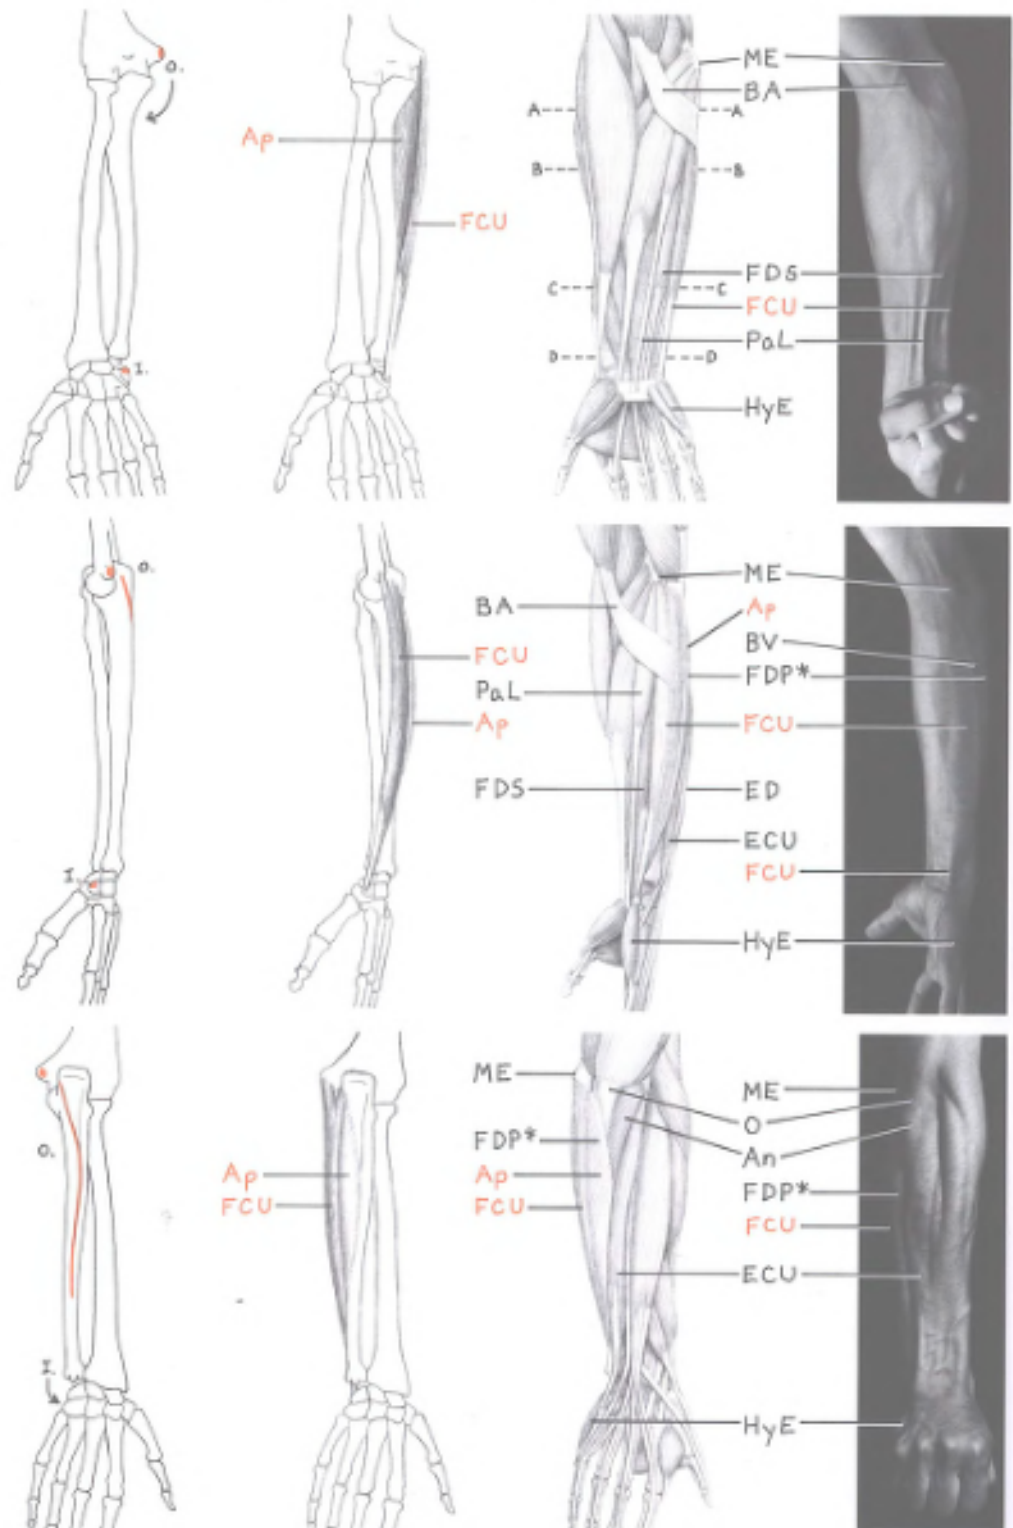 O.
I.
Ap
FCU
A A
B B
C C
D D
ME
BA
FDS
FCU
PaL
HyE
O.
I.
FCU
Ap
BA
PaL
FDS
ME
Ap
BV
FDP*
FCU
ED
ECU
FCU
HyE
O.
I.
Ap
FCU
ME
FDP*
Ap
FCU
ME
O
An
FDP*
FCU
ECU
HyE